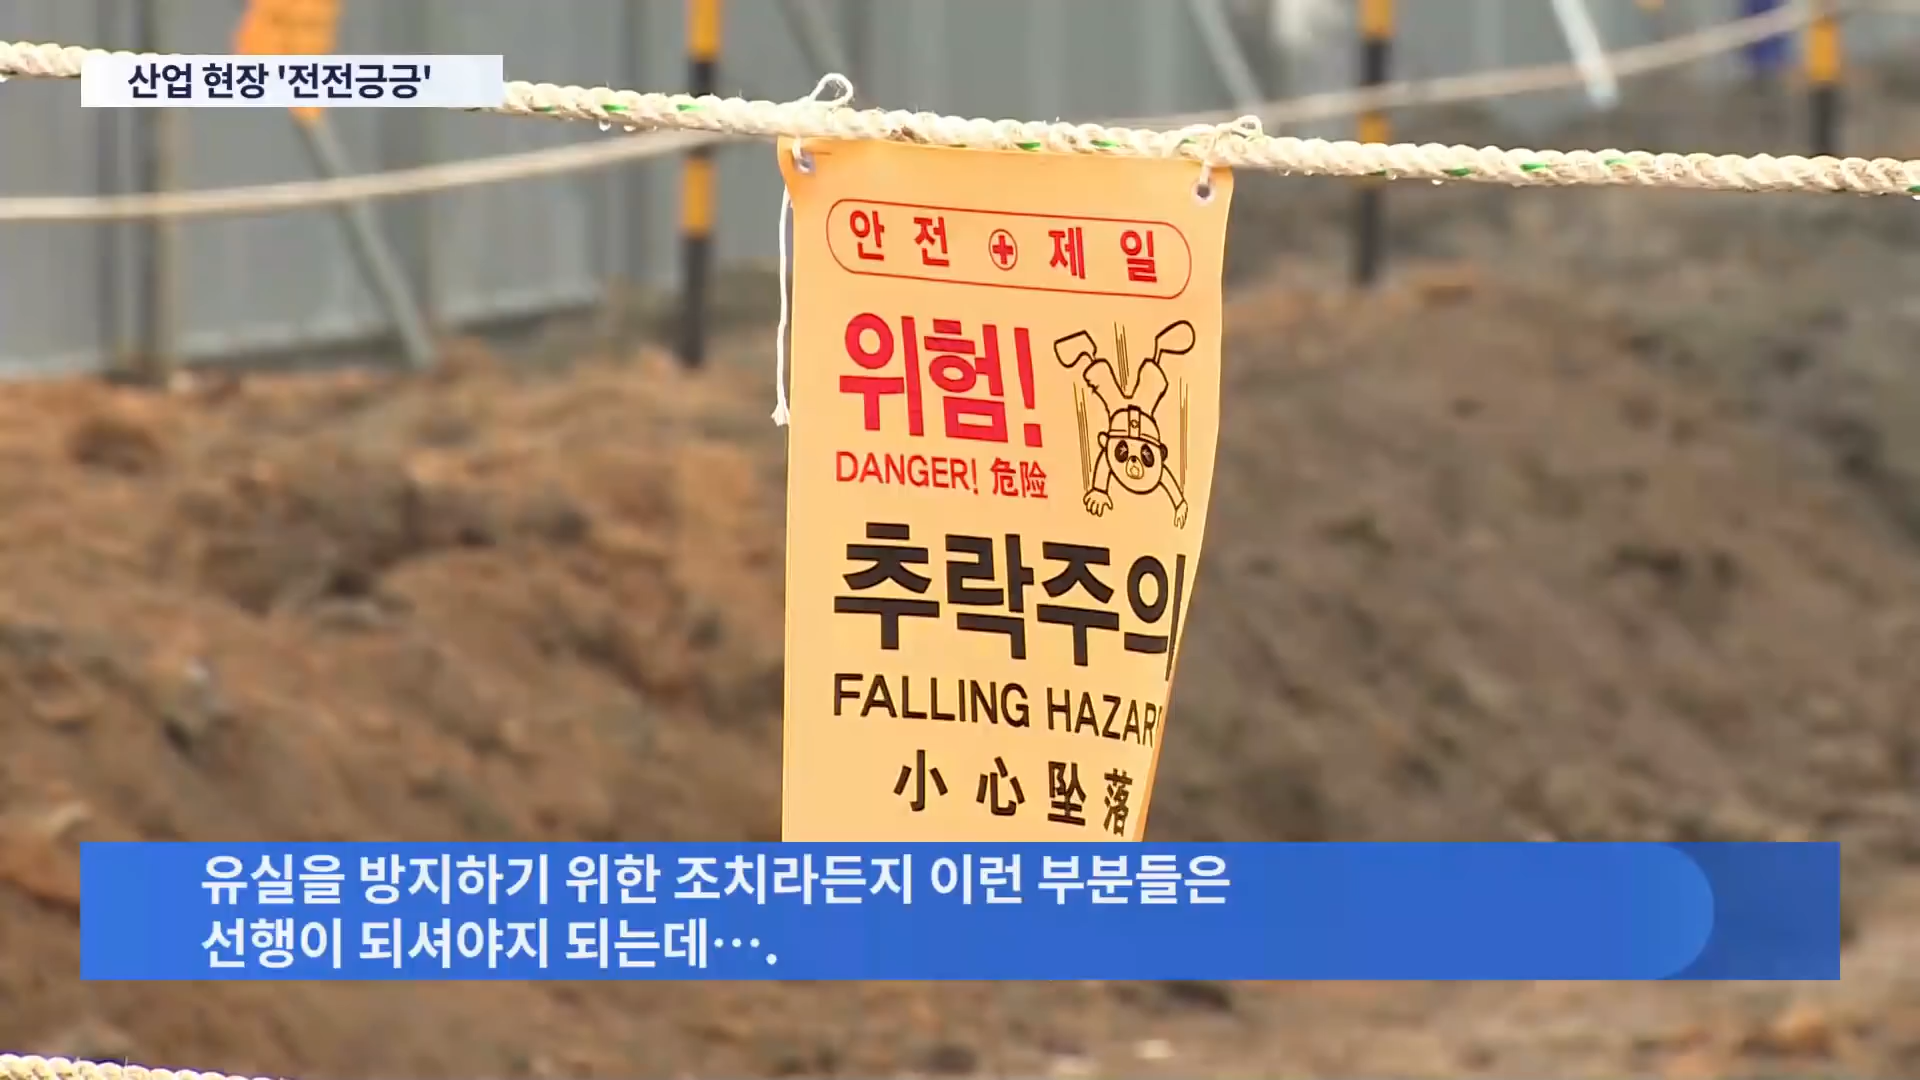 산업 현장 '전전긍긍'
안전 제일
위험!
DANGER! 危险
추락주의
FALLING
小心坠落
유실을 방지하기 위한 조치라든지 이런 부분들은
선행이 되셔야지 되는데….